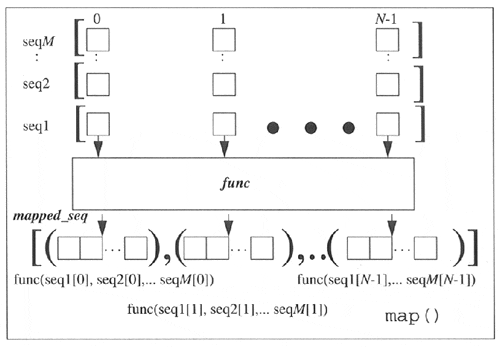 0 1 N-1
seqM [ ]
⋮
seq2 [ ]
seq1 [ • • • ]
func
mapped_seq
[( ... ),( ... ),..( ... )]
func(seq1[0], seq2[0],... seqM[0]) func(seq1[N-1],... seqM[N-1])
func(seq1[1], seq2[1],... seqM[1])
map()